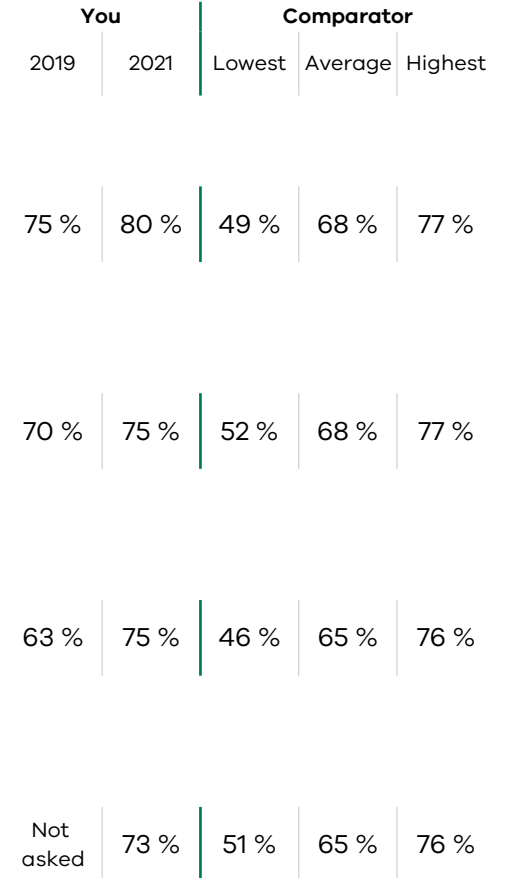 You Comparator
2019 2021 Lowest Average Highest
75 % 80 % 49 % 68 % 77 %
70 % 75 % 52 % 68 % 77 %
63 % 75 % 46 % 65 % 76 %
Not
asked 73 % 51 % 65 % 76 %